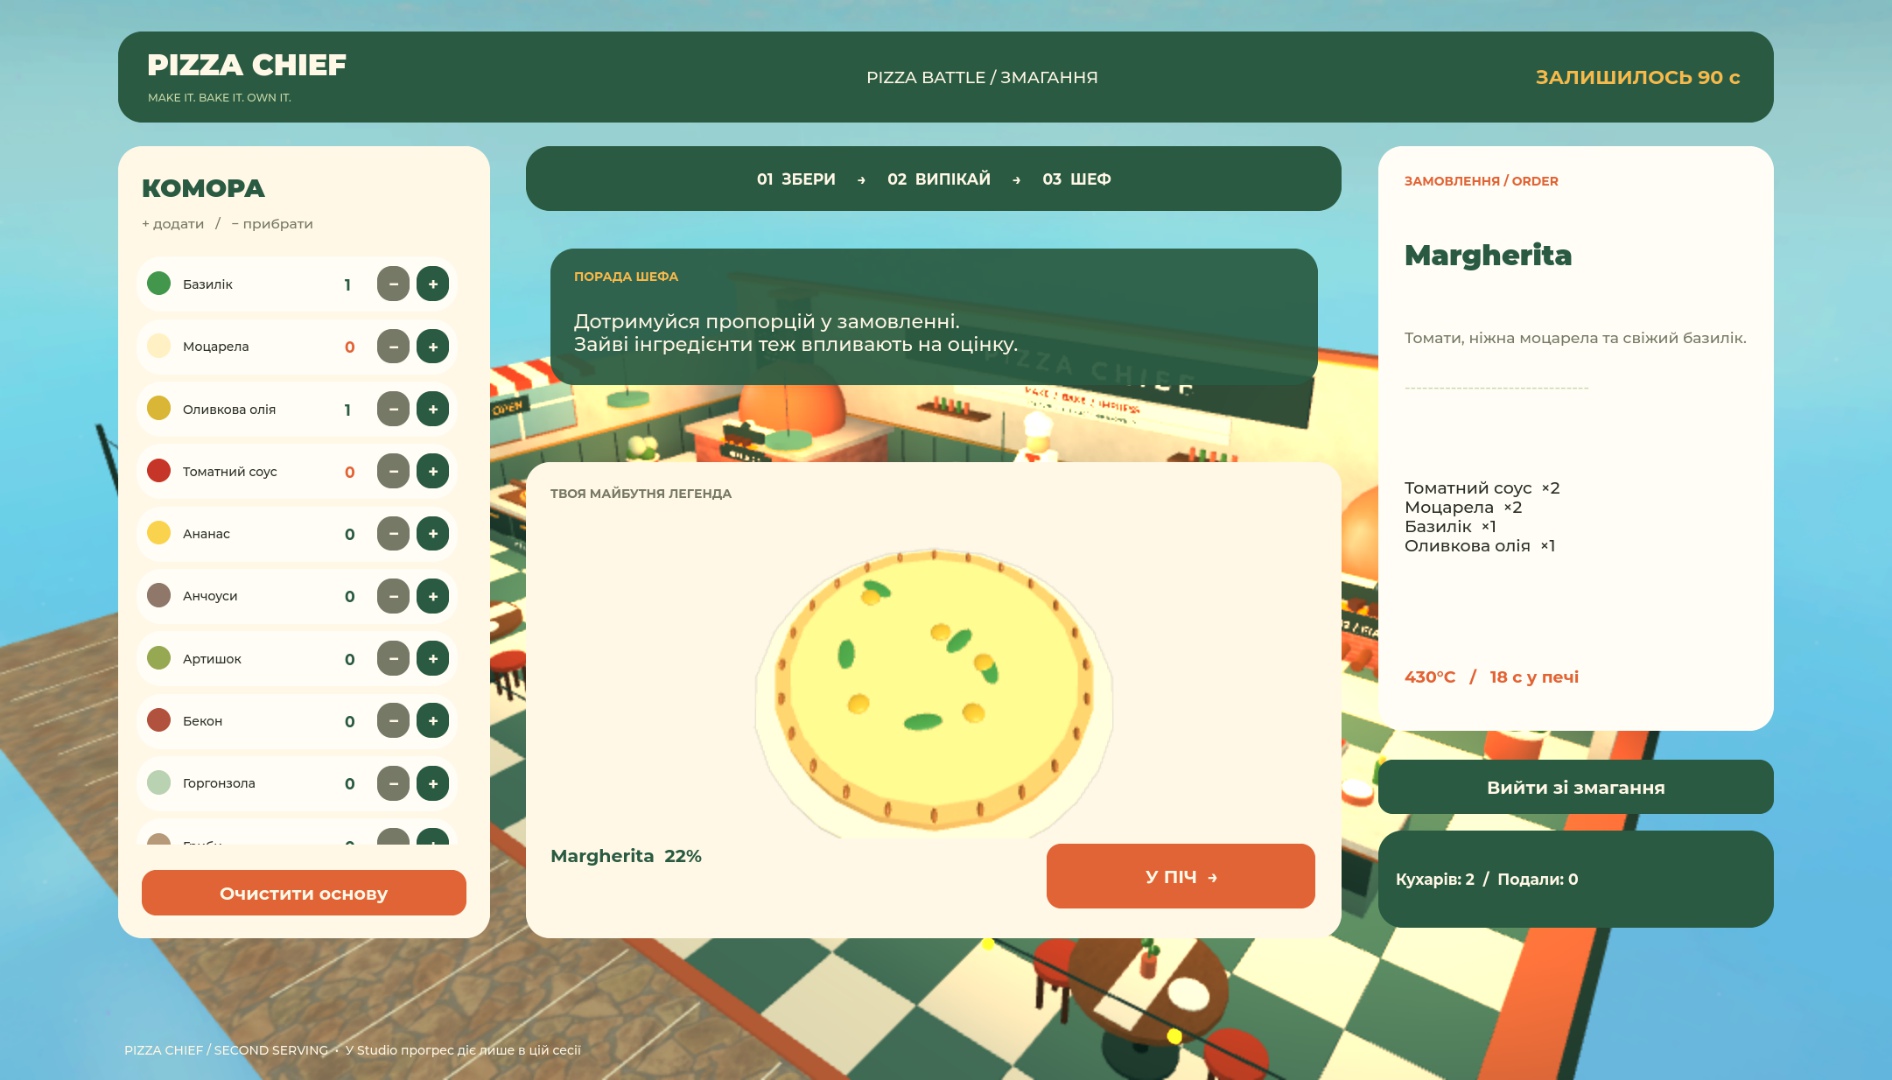 PIZZA CHIEF
MAKE IT. BAKE IT. OWN IT.
PIZZA BATTLE / ЗМАГАННЯ
ЗАЛИШИЛОСЬ 90 с
КОМОРА
+ додати / − прибрати
Базилік 1 − +
Моцарела 0 − +
Оливкова олія 1 − +
Томатний соус 0 − +
Ананас 0 − +
Анчоуси 0 − +
Артишок 0 − +
Бекон 0 − +
Горгонзола 0 − +
Очистити основу
01 ЗБЕРИ → 02 ВИПІКАЙ → 03 ШЕФ
ПОРАДА ШЕФА
Дотримуйся пропорцій у замовленні.
Зайві інгредієнти теж впливають на оцінку.
PIZZA CHIEF
OPEN
ТВОЯ МАЙБУТНЯ ЛЕГЕНДА
Margherita 22%
У ПІЧ →
ЗАМОВЛЕННЯ / ORDER
Margherita
Томати, ніжна моцарела та свіжий базилік.
Томатний соус ×2
Моцарела ×2
Базилік ×1
Оливкова олія ×1
430°C / 18 с у печі
Вийти зі змагання
Кухарів: 2 / Подали: 0
PIZZA CHIEF / SECOND SERVING · У Studio прогрес діє лише в цій сесії